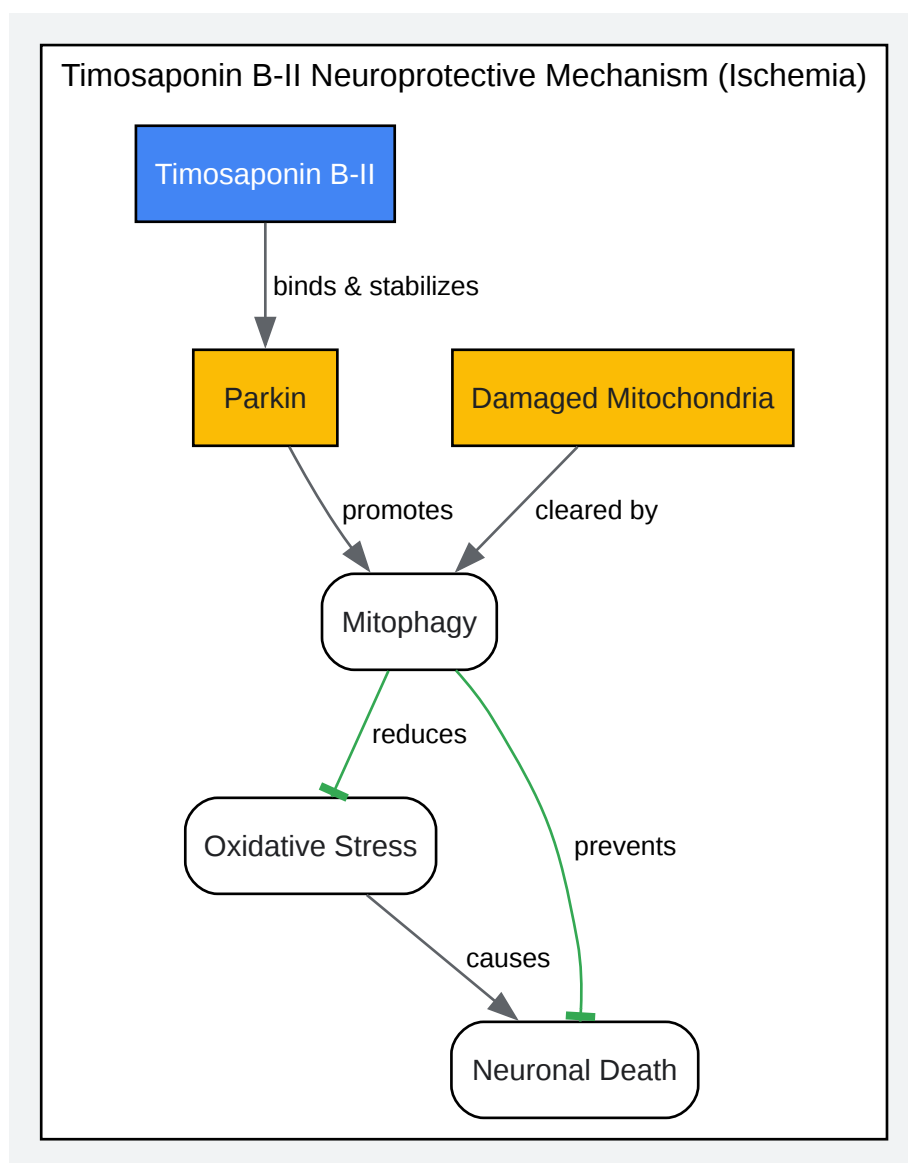 Timosaponin B-II Neuroprotective Mechanism (Ischemia)
Timosaponin B-II
binds & stabilizes
Parkin
Damaged Mitochondria
promotes
cleared by
Mitophagy
reduces
Oxidative Stress
prevents
causes
Neuronal Death